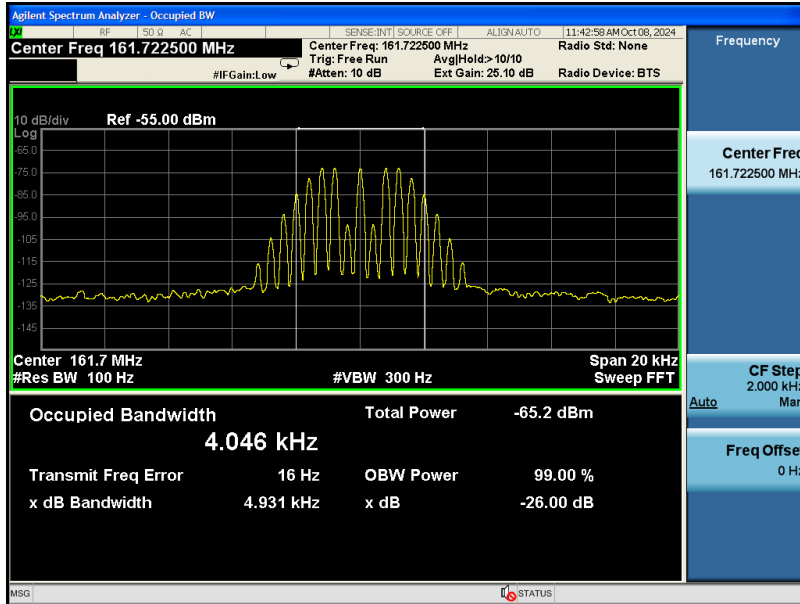 Agilent Spectrum Analyzer - Occupied BW
LXI RF 50 Ω AC SENSE:INT SOURCE OFF ALIGN AUTO 11:42:58 AM Oct 08, 2024
Center Freq 161.722500 MHz
Center Freq: 161.722500 MHz Radio Std: None
Trig: Free Run Avg|Hold:>10/10
#IFGain:Low #Atten: 10 dB Ext Gain: 25.10 dB Radio Device: BTS
10 dB/div Ref -55.00 dBm
Log
-65.0
-75.0
-85.0
-95.0
-105
-115
-125
-135
-145
Center 161.7 MHz Span 20 kHz
#Res BW 100 Hz #VBW 300 Hz Sweep FFT
Occupied Bandwidth Total Power -65.2 dBm
4.046 kHz
Transmit Freq Error 16 Hz OBW Power 99.00 %
x dB Bandwidth 4.931 kHz x dB -26.00 dB
MSG STATUS
Frequency
Center Freq
161.722500 MHz
CF Step
2.000 kHz
Auto Man
Freq Offset
0 Hz